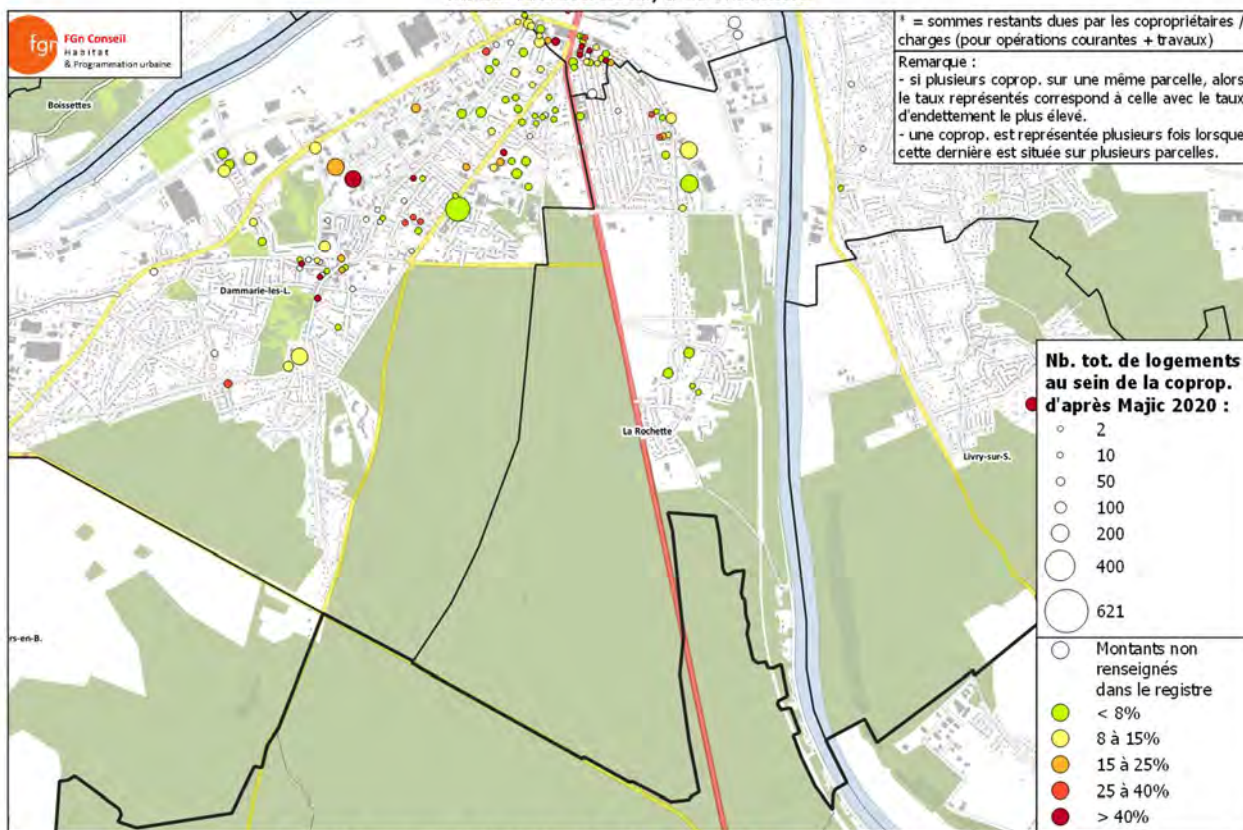 fgn
FGn Conseil
Habitat
& Programmation urbaine
* = sommes restants dues par les copropriétaires /
charges (pour opérations courantes + travaux)
Remarque :
- si plusieurs coprop. sur une même parcelle, alors
le taux représentés correspond à celle avec le taux
d'endettement le plus élevé.
- une coprop. est représentée plusieurs fois lorsque
cette dernière est située sur plusieurs parcelles.
Boissettes
Dammarie-les-L.
La Rochette
Livry-sur-S.
rs-en-B.
Nb. tot. de logements
au sein de la coprop.
d'après Majic 2020 :
2
10
50
100
200
400
621
Montants non
renseignés
dans le registre
< 8%
8 à 15%
15 à 25%
25 à 40%
> 40%